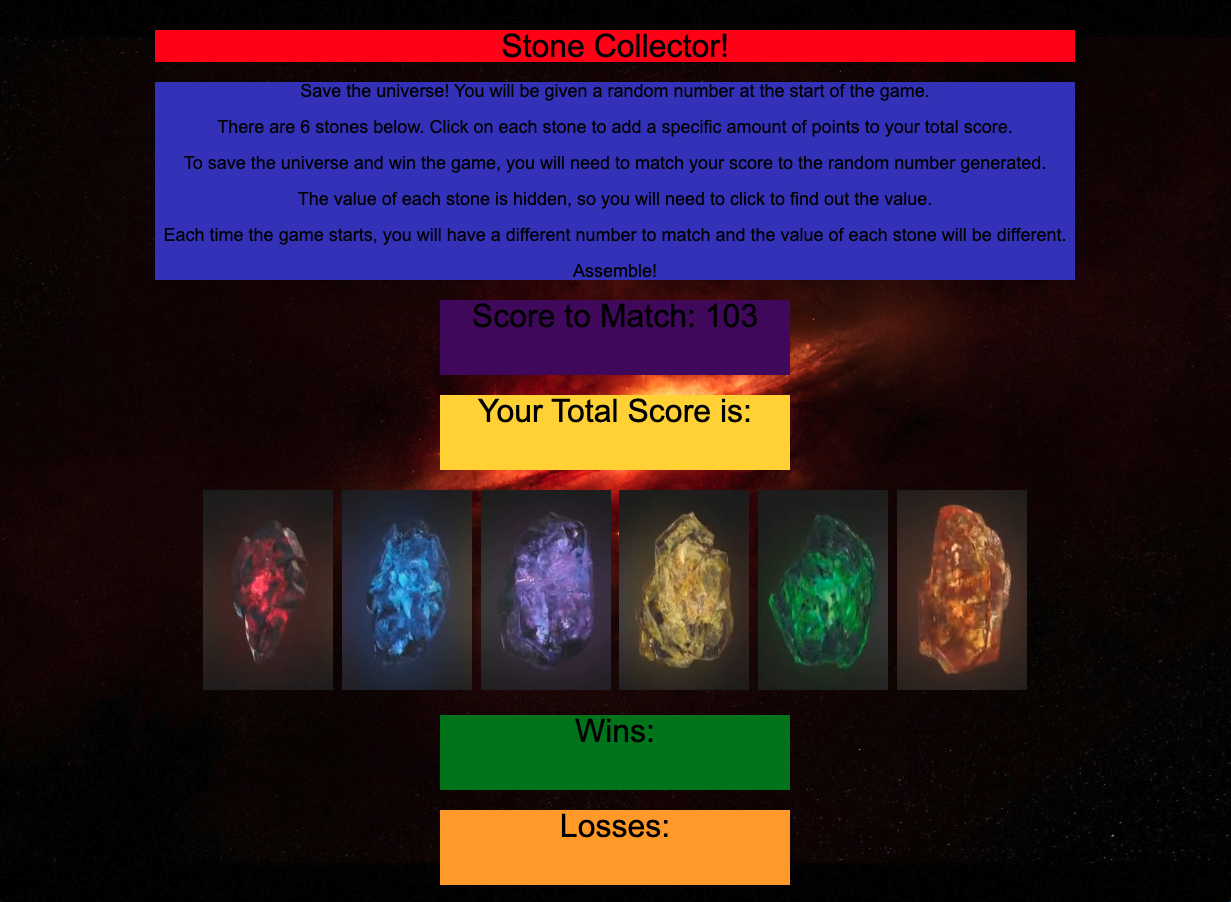 Stone Collector!
Save the universe! You will be given a random number at the start of the game.
There are 6 stones below. Click on each stone to add a specific amount of points to your total score.
To save the universe and win the game, you will need to match your score to the random number generated.
The value of each stone is hidden, so you will need to click to find out the value.
Each time the game starts, you will have a different number to match and the value of each stone will be different.
Assemble!
Score to Match: 103
Your Total Score is:
Wins:
Losses: